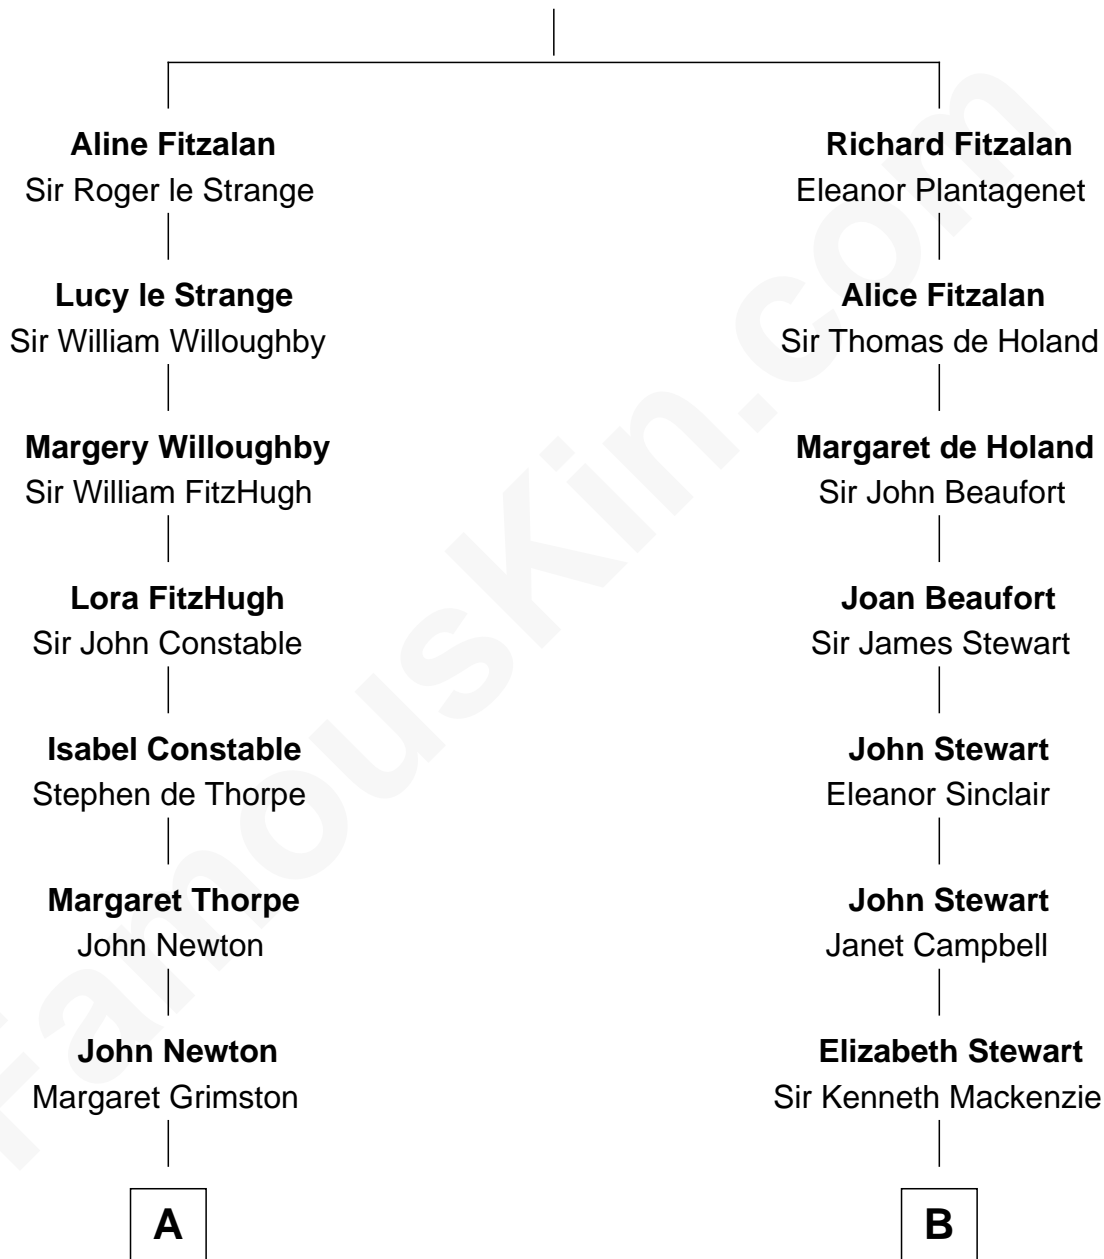 Aline Fitzalan
Sir Roger le Strange
Lucy le Strange
Sir William Willoughby
Margery Willoughby
Sir William FitzHugh
Lora FitzHugh
Sir John Constable
Isabel Constable
Stephen de Thorpe
Margaret Thorpe
John Newton
John Newton
Margaret Grimston
A
Richard Fitzalan
Eleanor Plantagenet
Alice Fitzalan
Sir Thomas de Holand
Margaret de Holand
Sir John Beaufort
Joan Beaufort
Sir James Stewart
John Stewart
Eleanor Sinclair
John Stewart
Janet Campbell
Elizabeth Stewart
Sir Kenneth Mackenzie
B
FamousKin.com